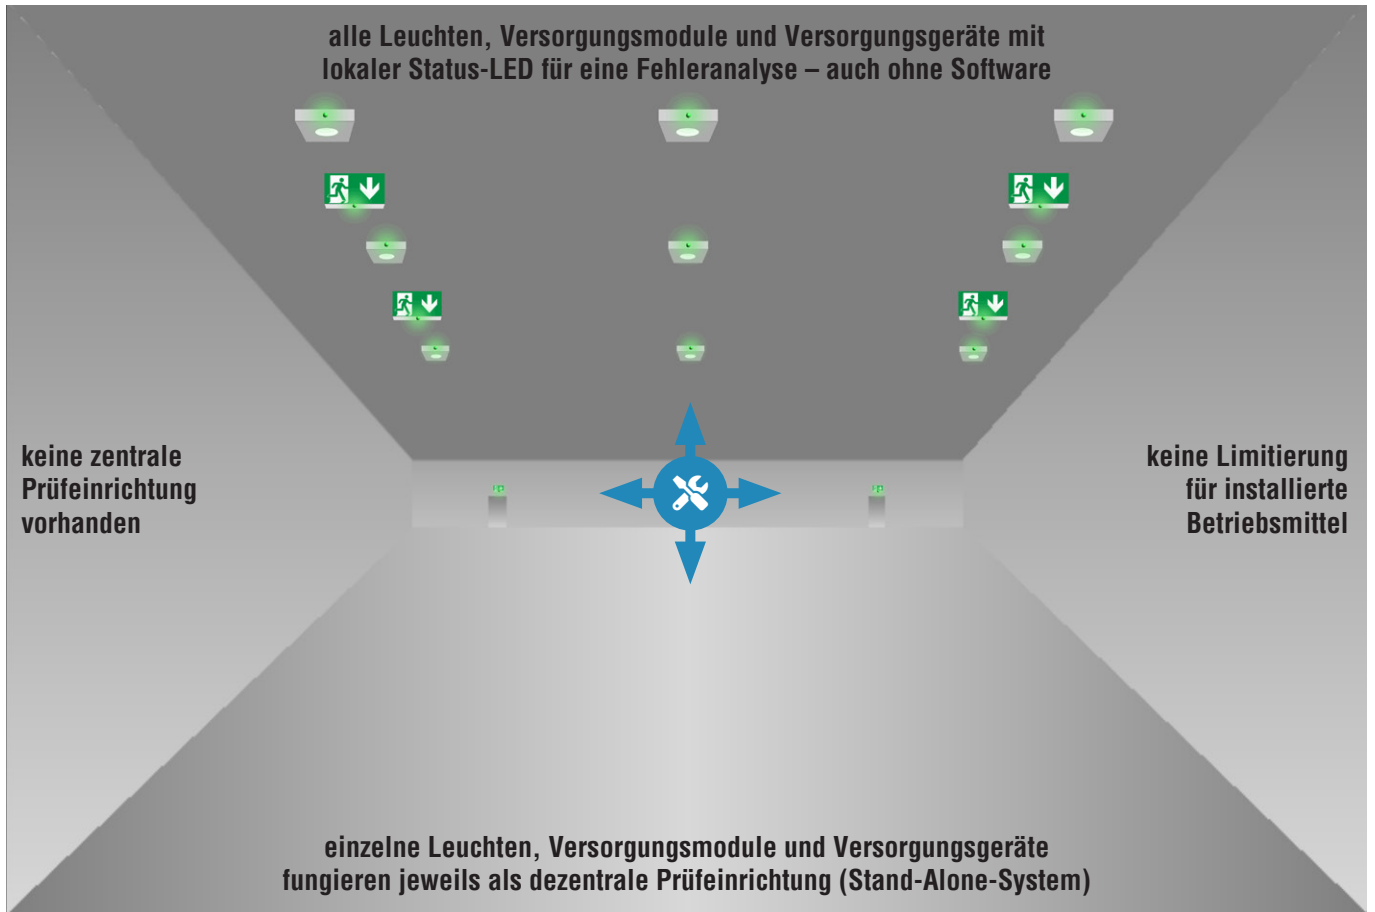 alle Leuchten, Versorgungsmodule und Versorgungsgeräte mit
lokaler Status-LED für eine Fehleranalyse – auch ohne Software
keine zentrale
Prüfeinrichtung
vorhanden
keine Limitierung
für installierte
Betriebsmittel
einzelne Leuchten, Versorgungsmodule und Versorgungsgeräte
fungieren jeweils als dezentrale Prüfeinrichtung (Stand-Alone-System)